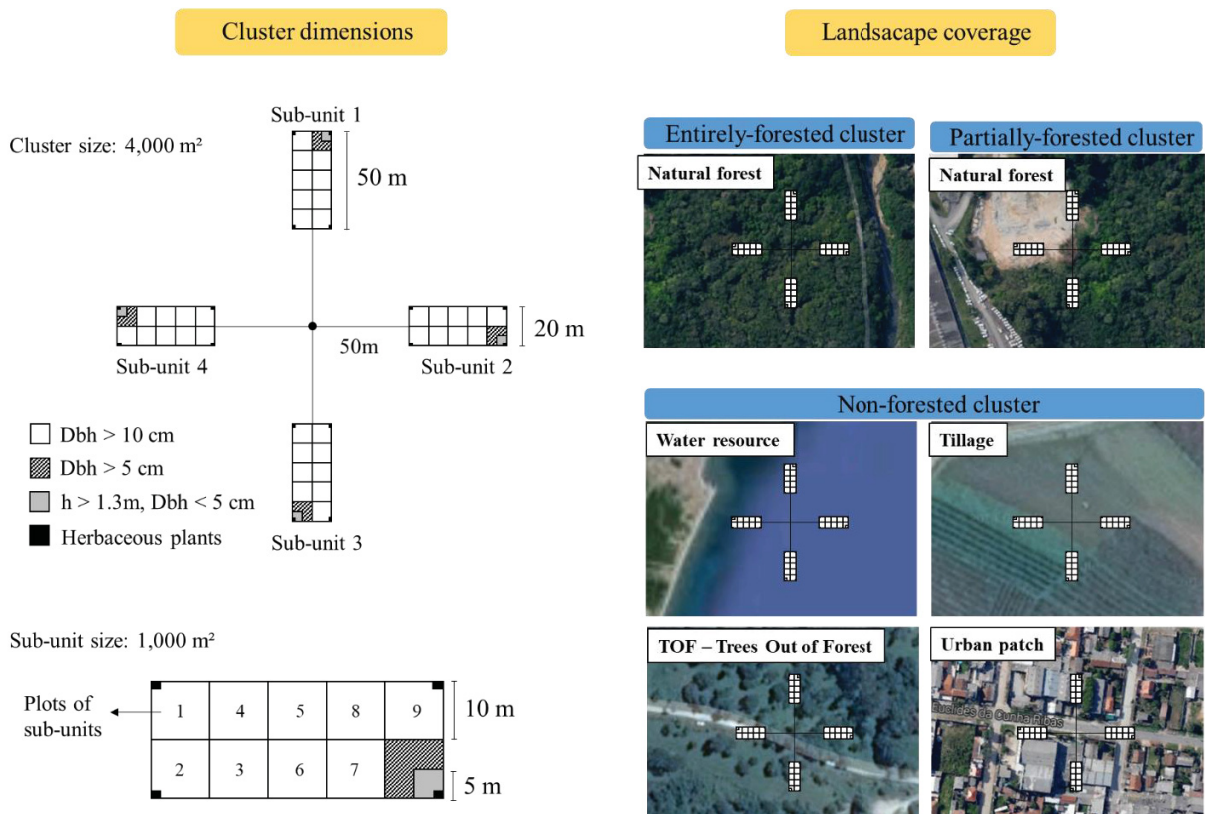 Cluster dimensions
Cluster size: 4,000 m²
Sub-unit 1
50 m
50m
20 m
Sub-unit 4
Sub-unit 2
Dbh > 10 cm
Dbh > 5 cm
h > 1.3m, Dbh < 5 cm
Herbaceous plants
Sub-unit 3
Sub-unit size: 1,000 m²
Plots of
sub-units
1 4 5 8 9
2 3 6 7
10 m
5 m
Landsacape coverage
Entirely-forested cluster
Partially-forested cluster
Natural forest
Natural forest
Non-forested cluster
Water resource
Tillage
TOF – Trees Out of Forest
Urban patch
Euclides da Cunha Ribas